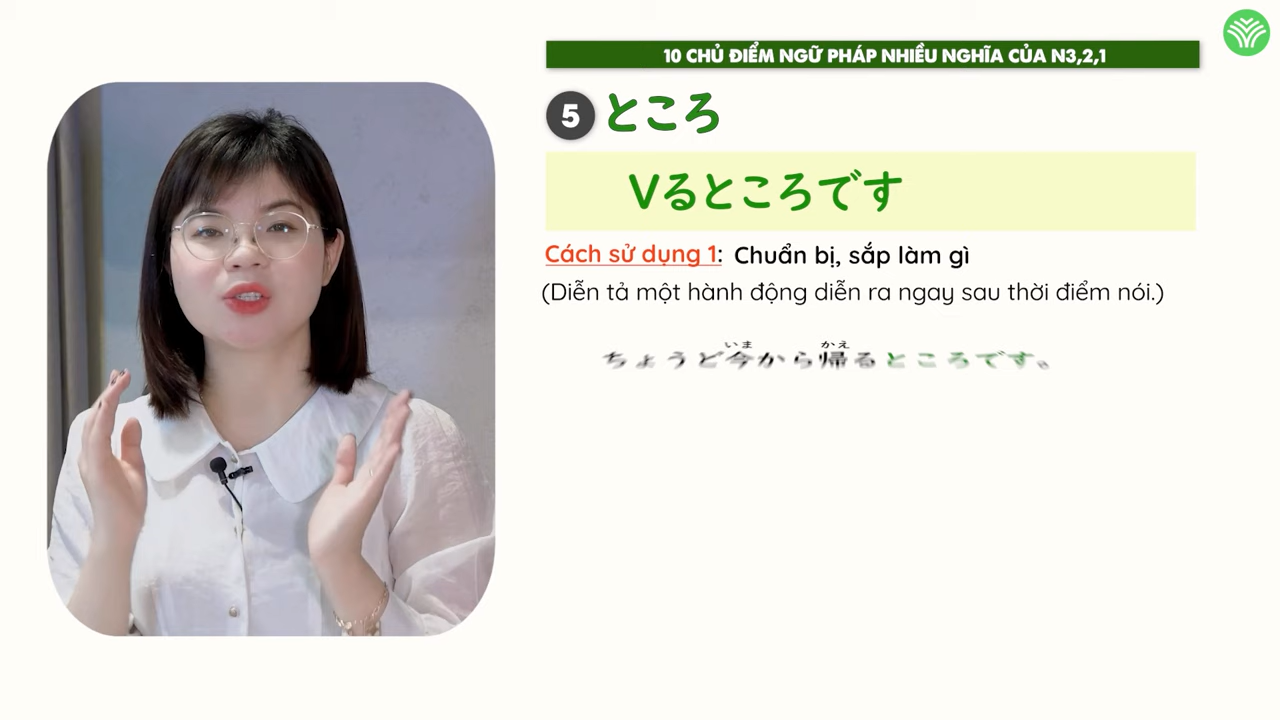 10 CHỦ ĐIỂM NGỮ PHÁP NHIỀU NGHĨA CỦA N3,2,1
5 ところ
Vるところです
Cách sử dụng 1: Chuẩn bị, sắp làm gì
(Diễn tả một hành động diễn ra ngay sau thời điểm nói.)
いま かえ
ちょうど今から帰るところです。